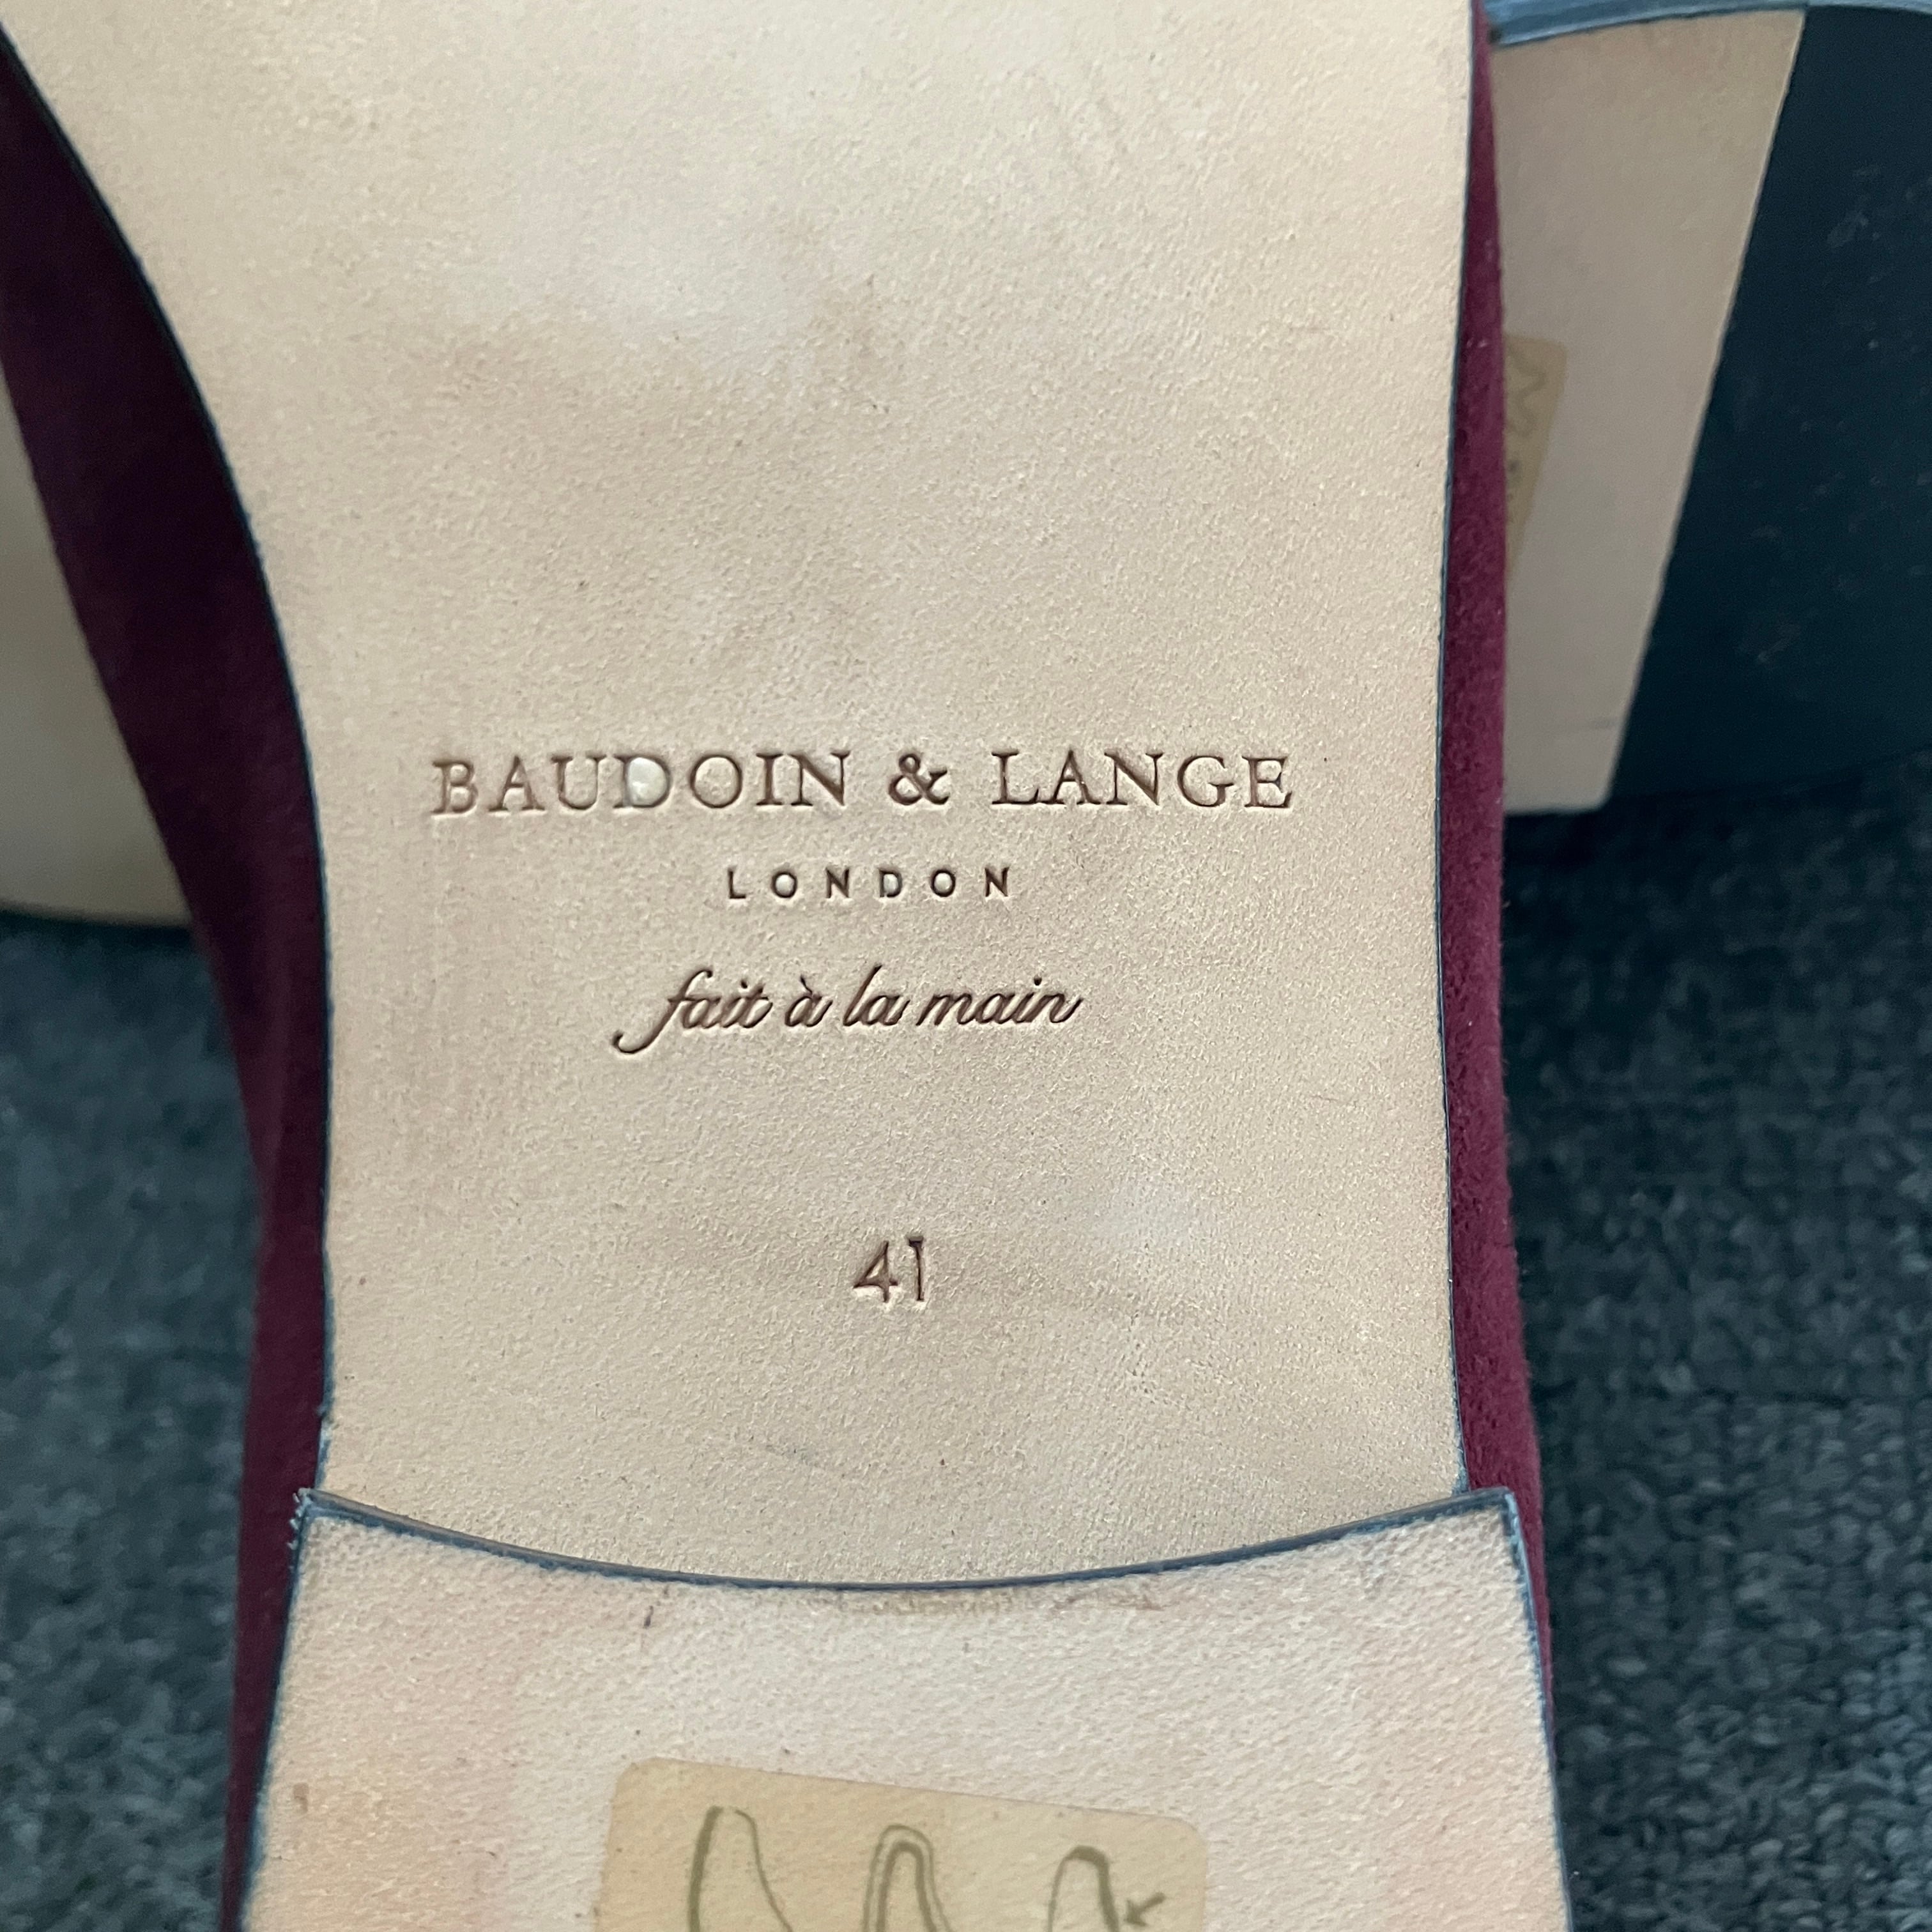 BAUDOIN & LANGE
LONDON
fait à la main
41